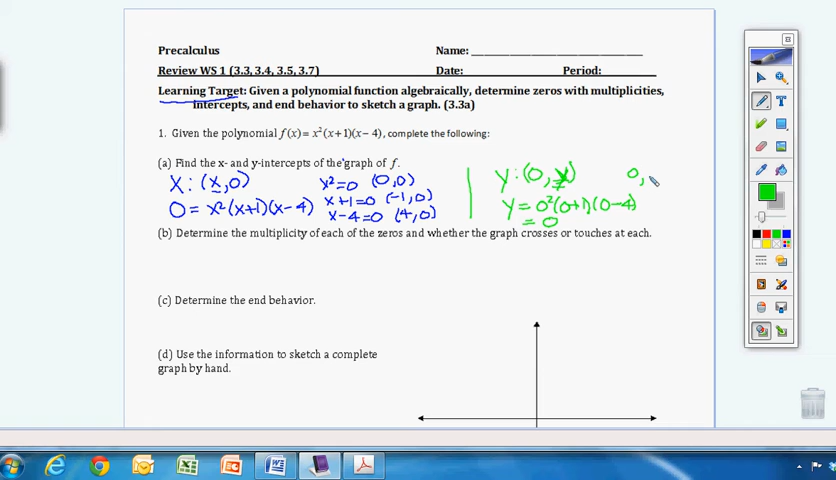 Precalculus Name: ____________________
Review WS 1 (3.3, 3.4, 3.5, 3.7) Date: Period:
Learning Target: Given a polynomial function algebraically, determine zeros with multiplicities,
intercepts, and end behavior to sketch a graph. (3.3a)
1. Given the polynomial f(x) = x²(x+1)(x−4), complete the following:
(a) Find the x- and y-intercepts of the graph of f.
X: (x, 0)
0 = x²(x+1)(x−4)
x²=0 (0,0)
x+1=0 (-1,0)
x−4=0 (4,0)
y: (0, y)
y = 0²(0+1)(0−4)
= 0
0,
(b) Determine the multiplicity of each of the zeros and whether the graph crosses or touches at each.
(c) Determine the end behavior.
(d) Use the information to sketch a complete
graph by hand.